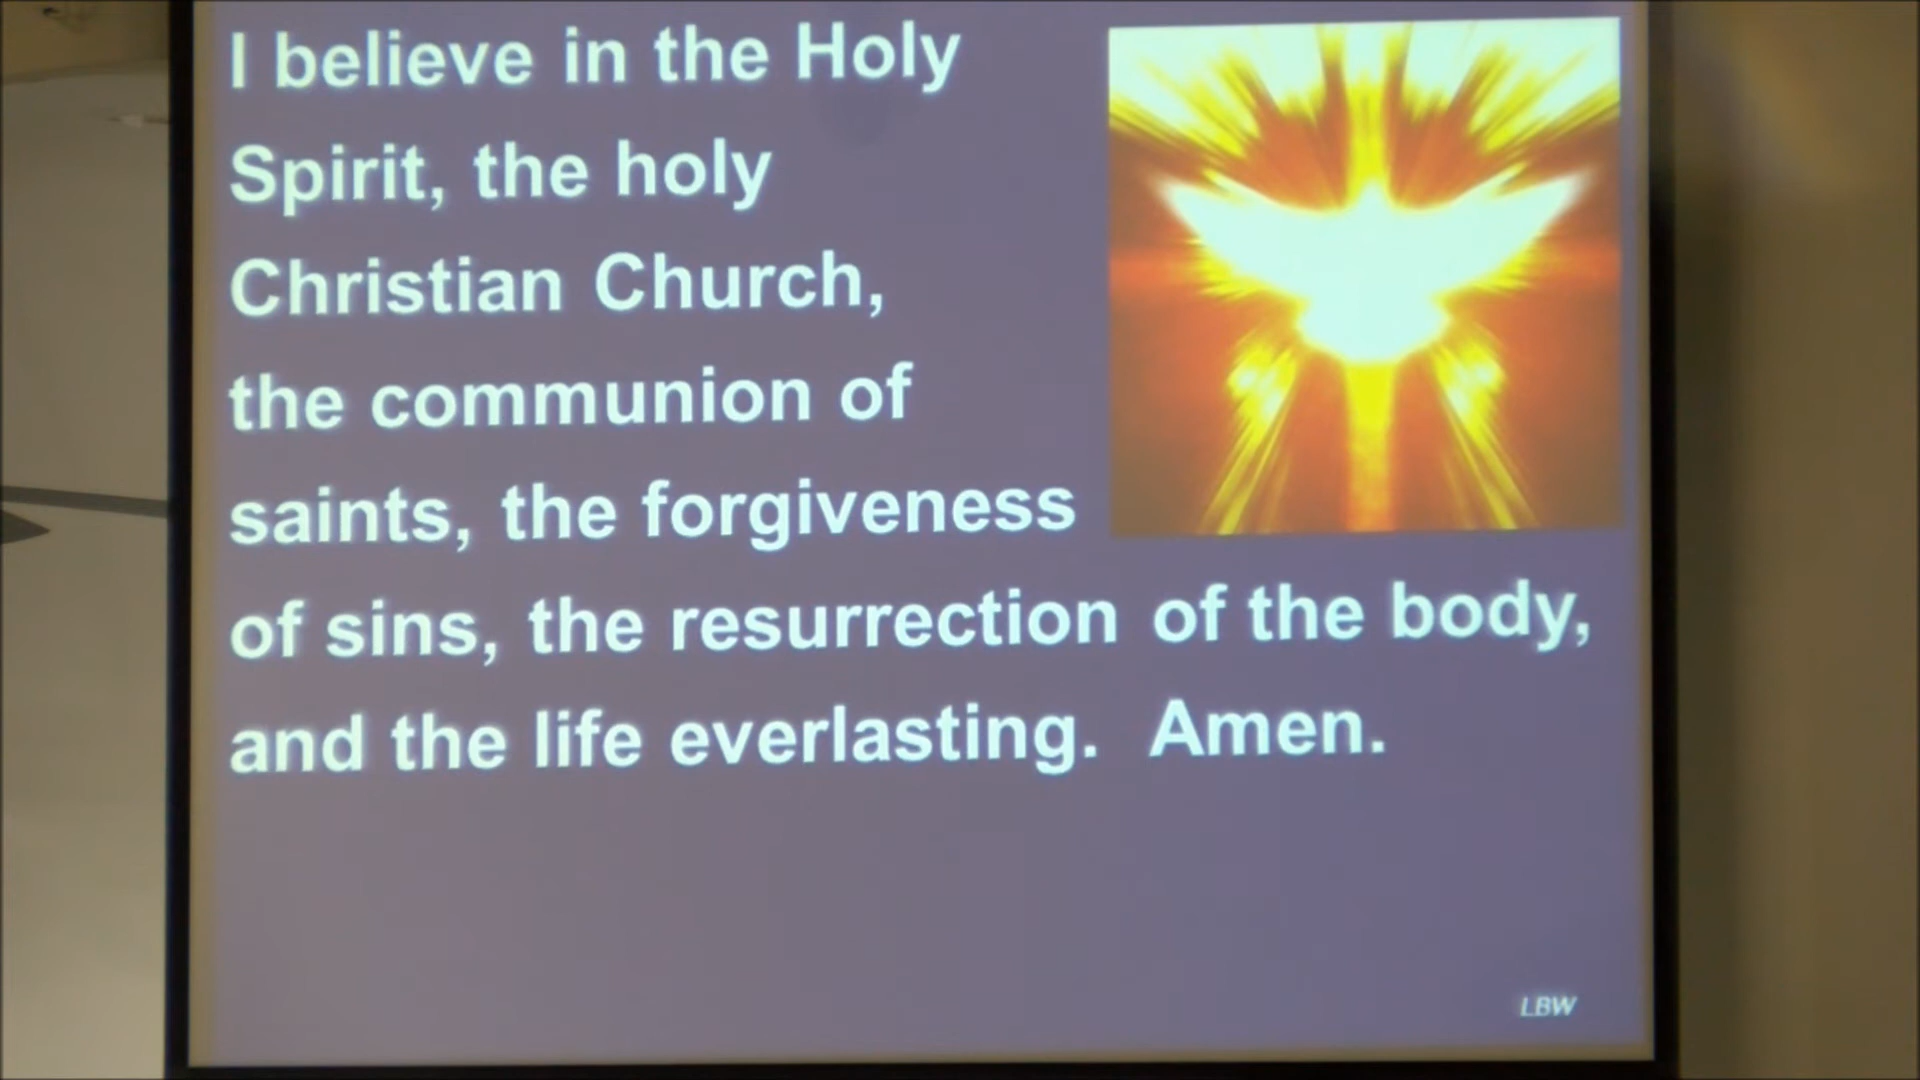 I believe in the Holy
Spirit, the holy
Christian Church,
the communion of
saints, the forgiveness
of sins, the resurrection of the body,
and the life everlasting. Amen.
LBW